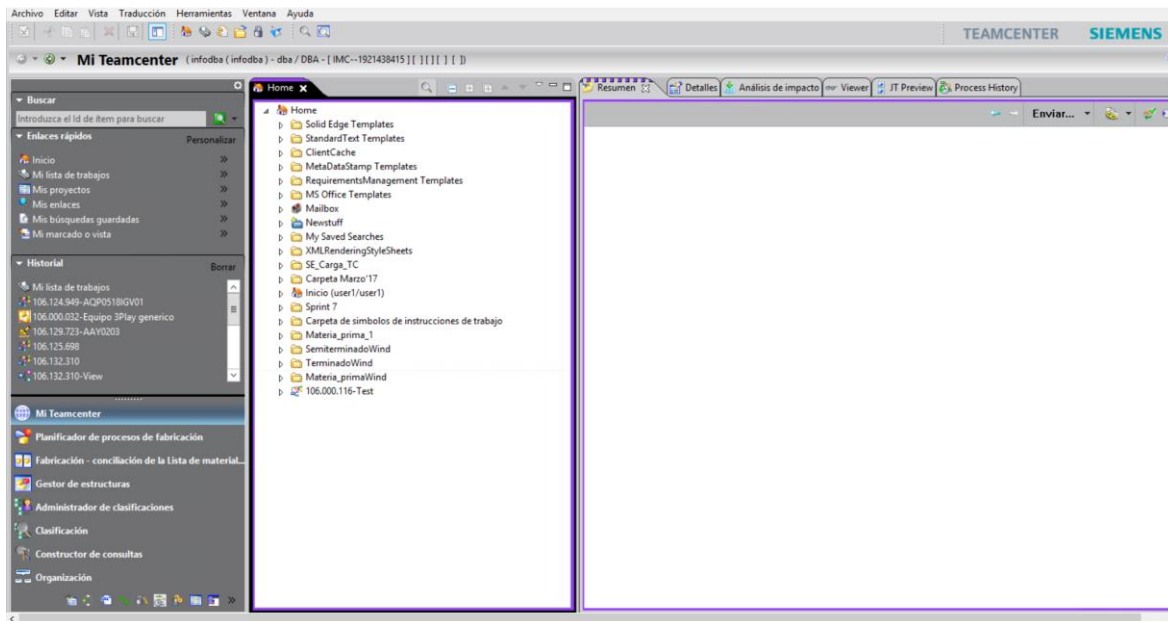 Archivo Editar Vista Traducción Herramientas Ventana Ayuda
TEAMCENTER SIEMENS
Mi Teamcenter (infodba ( infodba ) - dba / DBA - [ IMC--1921438415 ] [ ] [ ] [ ] [ ])
Buscar
Introduzca el Id de ítem para buscar
Enlaces rápidos Personalizar
Inicio
Mi lista de trabajos
Mis proyectos
Mis enlaces
Mis búsquedas guardadas
Mi marcado o vista
Historial Borrar
Mi lista de trabajos
106.124.949-AQP0518IGV01
106.000.032-Equipo 3Play generico
106.129.723-AAY0203
106.125.698
106.132.310
106.132.310-View
Mi Teamcenter
Planificador de procesos de fabricación
Fabricación - conciliación de la Lista de material...
Gestor de estructuras
Administrador de clasificaciones
Clasificación
Constructor de consultas
Organización
Home
Home
Solid Edge Templates
StandardText Templates
ClientCache
MetaDataStamp Templates
RequirementsManagement Templates
MS Office Templates
Mailbox
Newstuff
My Saved Searches
XMLRenderingStyleSheets
SE_Carga_TC
Carpeta Marzo'17
Inicio (user1/user1)
Sprint 7
Carpeta de simbolos de instrucciones de trabajo
Materia_prima_1
SemiterminadoWind
TerminadoWind
Materia_primaWind
106.000.116-Test
Resumen Detalles Análisis de impacto Viewer JT Preview Process History
Enviar...